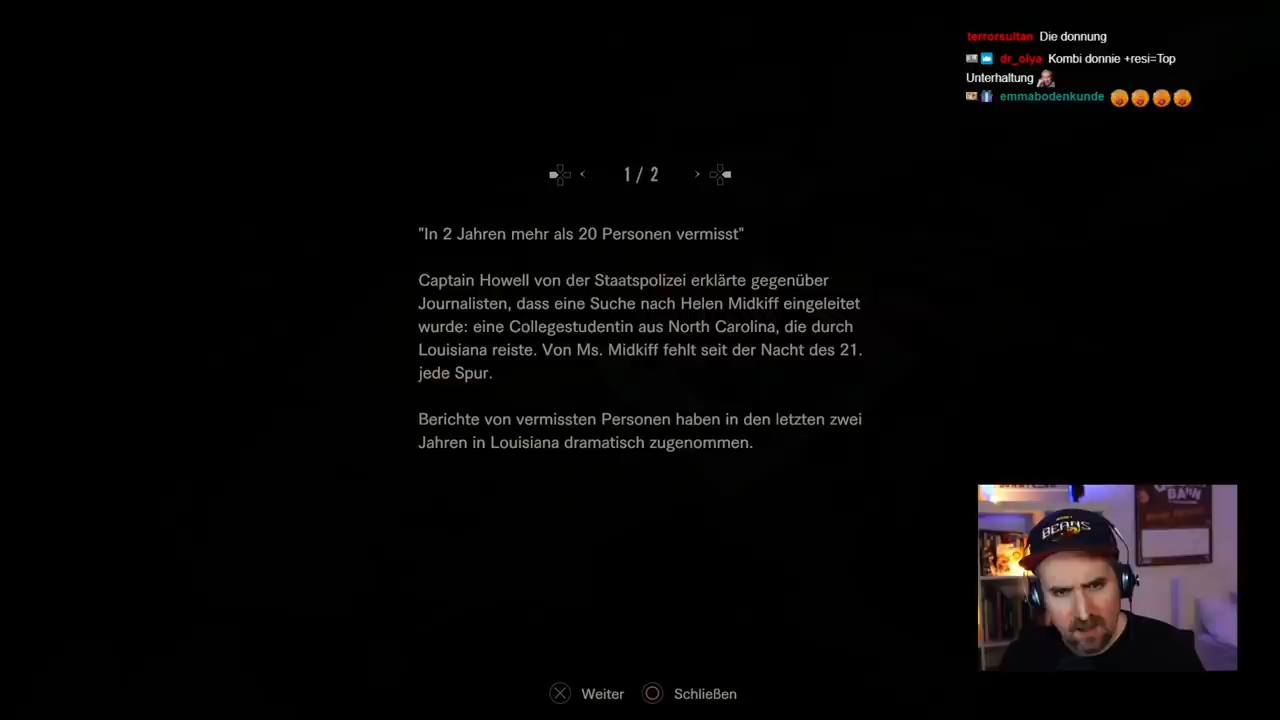 terrorsultan Die donnung
dr_olya Kombi donnie +resi=Top
Unterhaltung
emmabodenkunde
1 / 2
"In 2 Jahren mehr als 20 Personen vermisst"
Captain Howell von der Staatspolizei erklärte gegenüber
Journalisten, dass eine Suche nach Helen Midkiff eingeleitet
wurde: eine Collegestudentin aus North Carolina, die durch
Louisiana reiste. Von Ms. Midkiff fehlt seit der Nacht des 21.
jede Spur.
Berichte von vermissten Personen haben in den letzten zwei
Jahren in Louisiana dramatisch zugenommen.
BAHN
BEARS
Weiter
Schließen